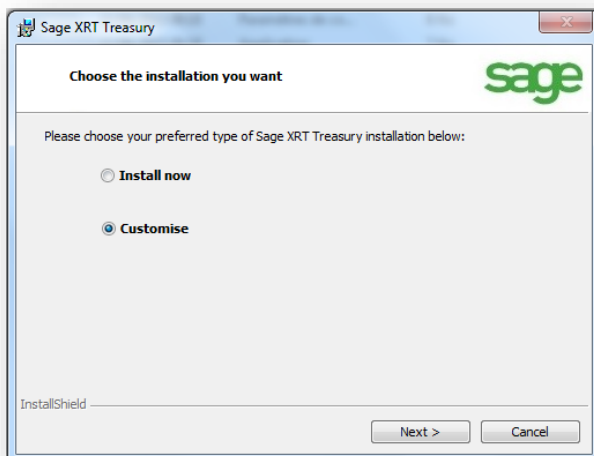 Sage XRT Treasury
Choose the installation you want
sage
Please choose your preferred type of Sage XRT Treasury installation below:
Install now
Customise
InstallShield
Next >
Cancel